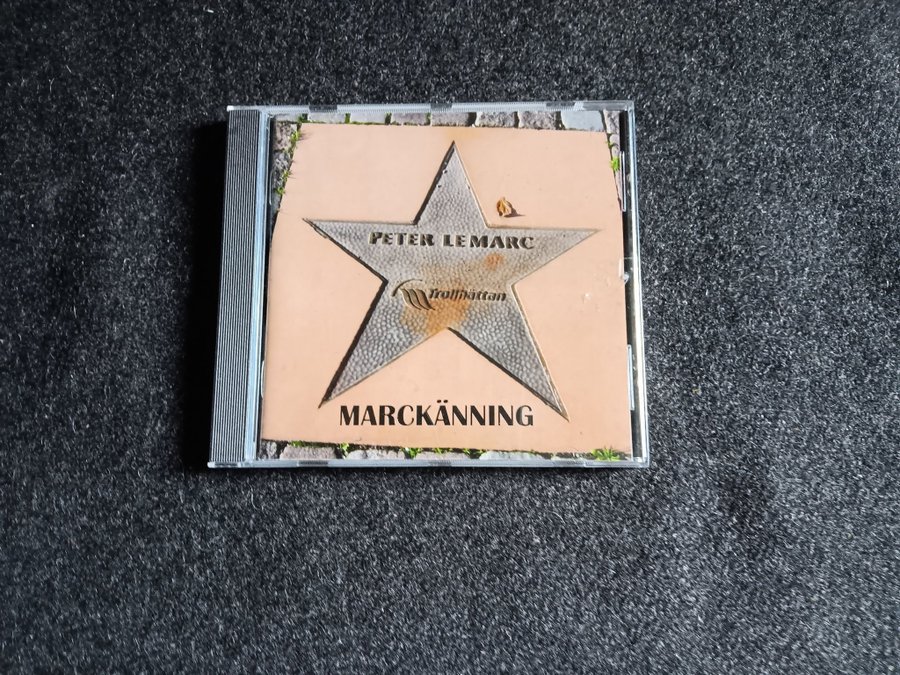 PETER LEMARC
Trollhättan
MARCKÄNNING